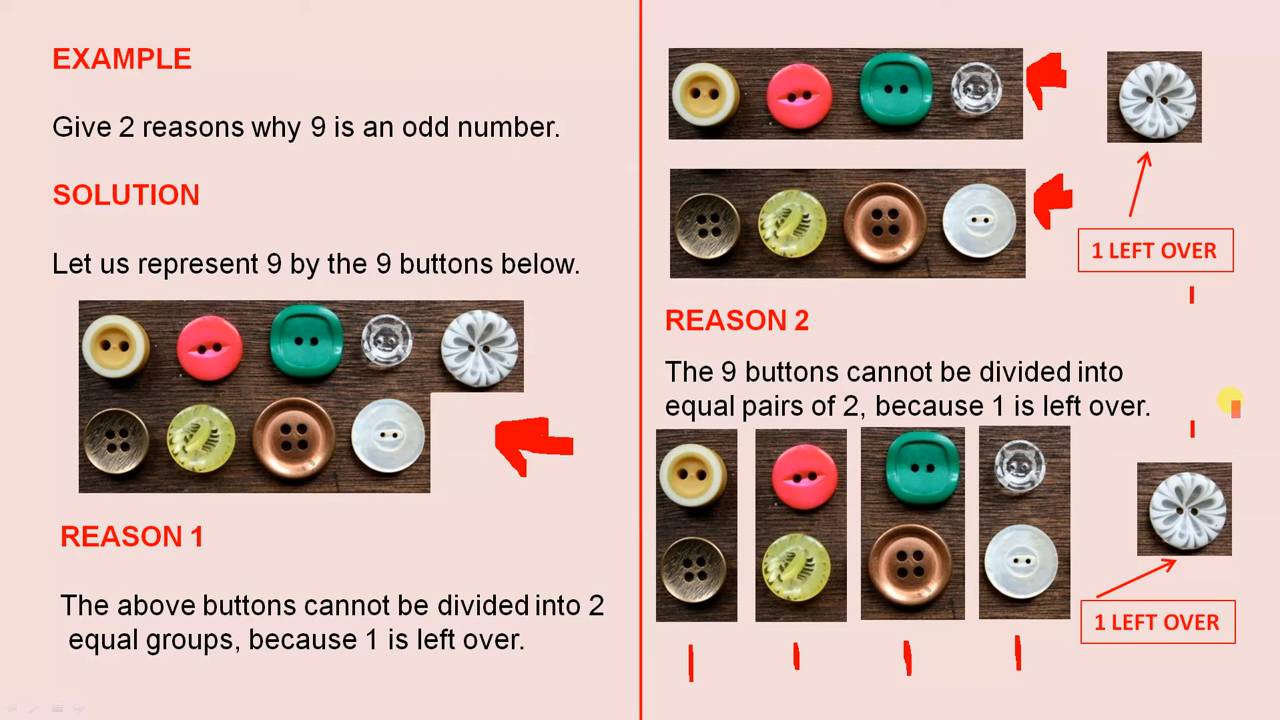 EXAMPLE
Give 2 reasons why 9 is an odd number.
SOLUTION
Let us represent 9 by the 9 buttons below.
REASON 1
The above buttons cannot be divided into 2
equal groups, because 1 is left over.
1 LEFT OVER
REASON 2
The 9 buttons cannot be divided into
equal pairs of 2, because 1 is left over.
1 LEFT OVER